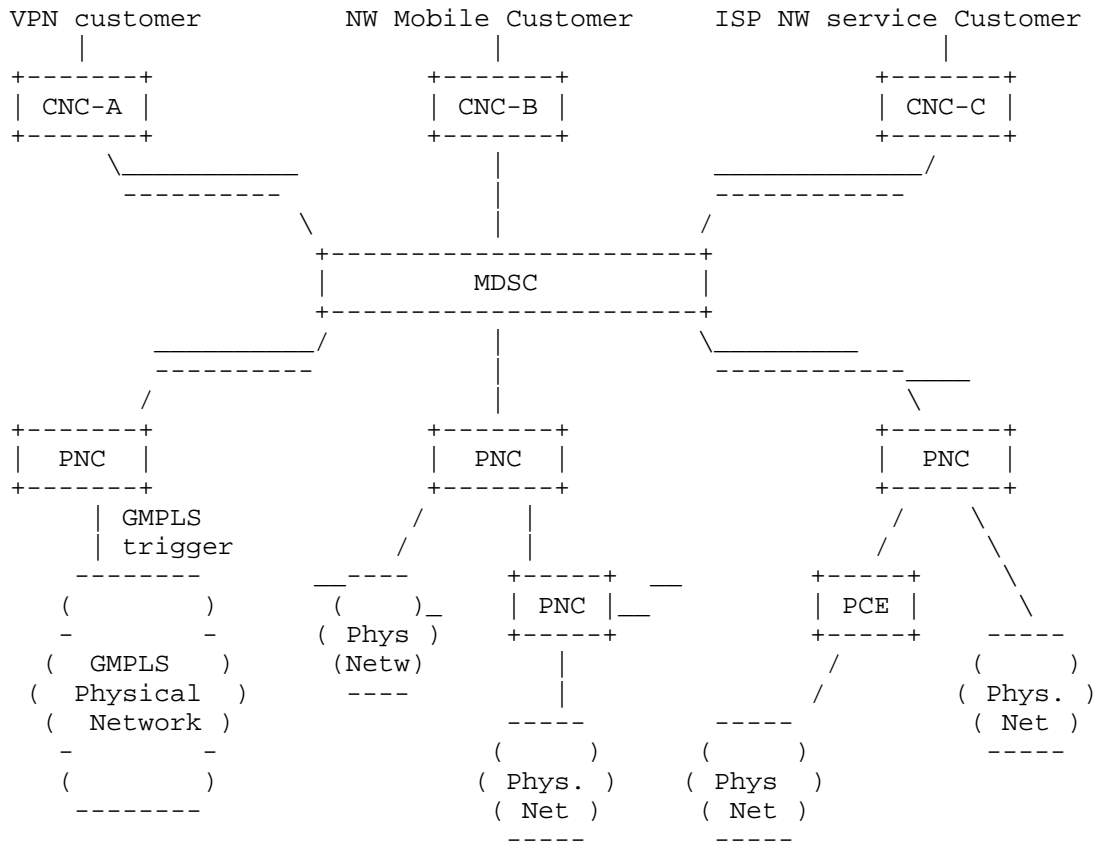 VPN customer NW Mobile Customer ISP NW service Customer
CNC-A CNC-B CNC-C
MDSC
PNC PNC PNC
GMPLS
trigger
PNC PCE
Phys
GMPLS (Netw) Phys.
Physical Net
Network
Phys. Phys
Net Net